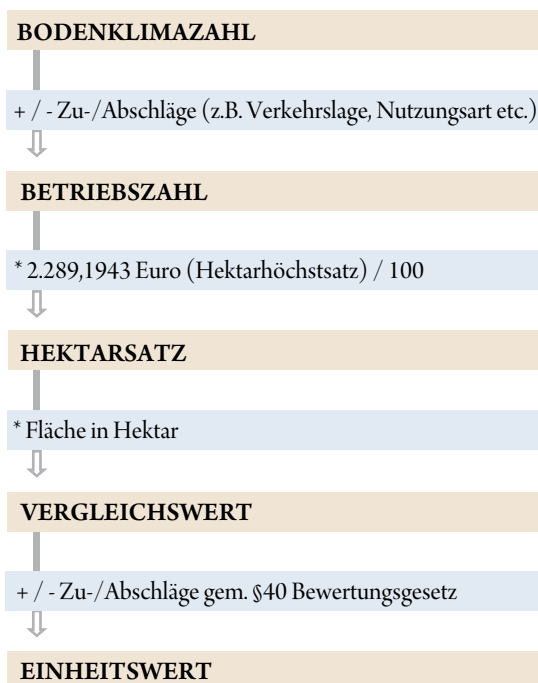 BODENKLIMAZAHL
+ / - Zu-/Abschläge (z.B. Verkehrslage, Nutzungsart etc.)
BETRIEBSZAHL
* 2.289,1943 Euro (Hektarhöchstsatz) / 100
HEKTARSATZ
* Fläche in Hektar
VERGLEICHSWERT
+ / - Zu-/Abschläge gem. §40 Bewertungsgesetz
EINHEITSWERT